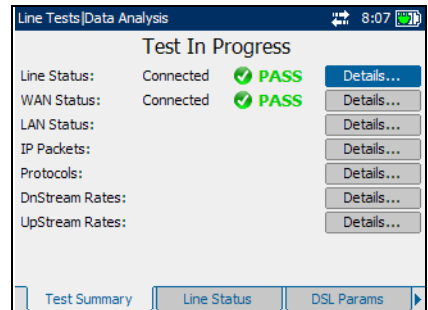 Line Tests|Data Analysis 8:07
Test In Progress
Line Status: Connected PASS Details...
WAN Status: Connected PASS Details...
LAN Status: Details...
IP Packets: Details...
Protocols: Details...
DnStream Rates: Details...
UpStream Rates: Details...
Test Summary Line Status DSL Params